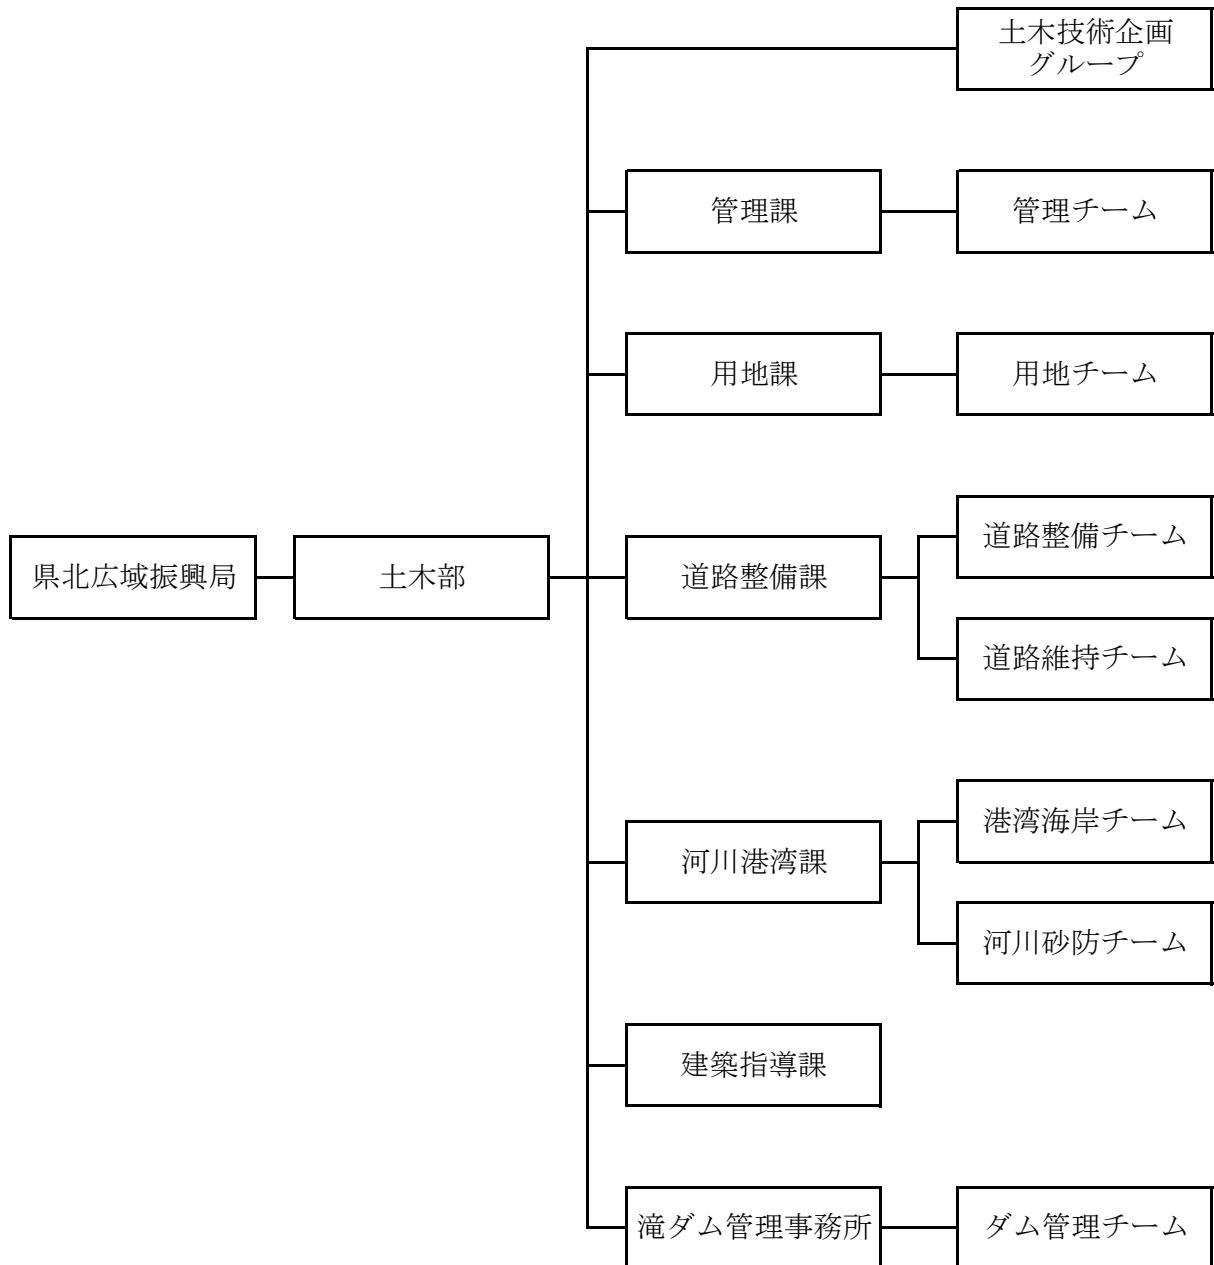 土木技術企画
グループ
管理課
管理チーム
用地課
用地チーム
県北広域振興局
土木部
道路整備課
道路整備チーム
道路維持チーム
河川港湾課
港湾海岸チーム
河川砂防チーム
建築指導課
滝ダム管理事務所
ダム管理チーム